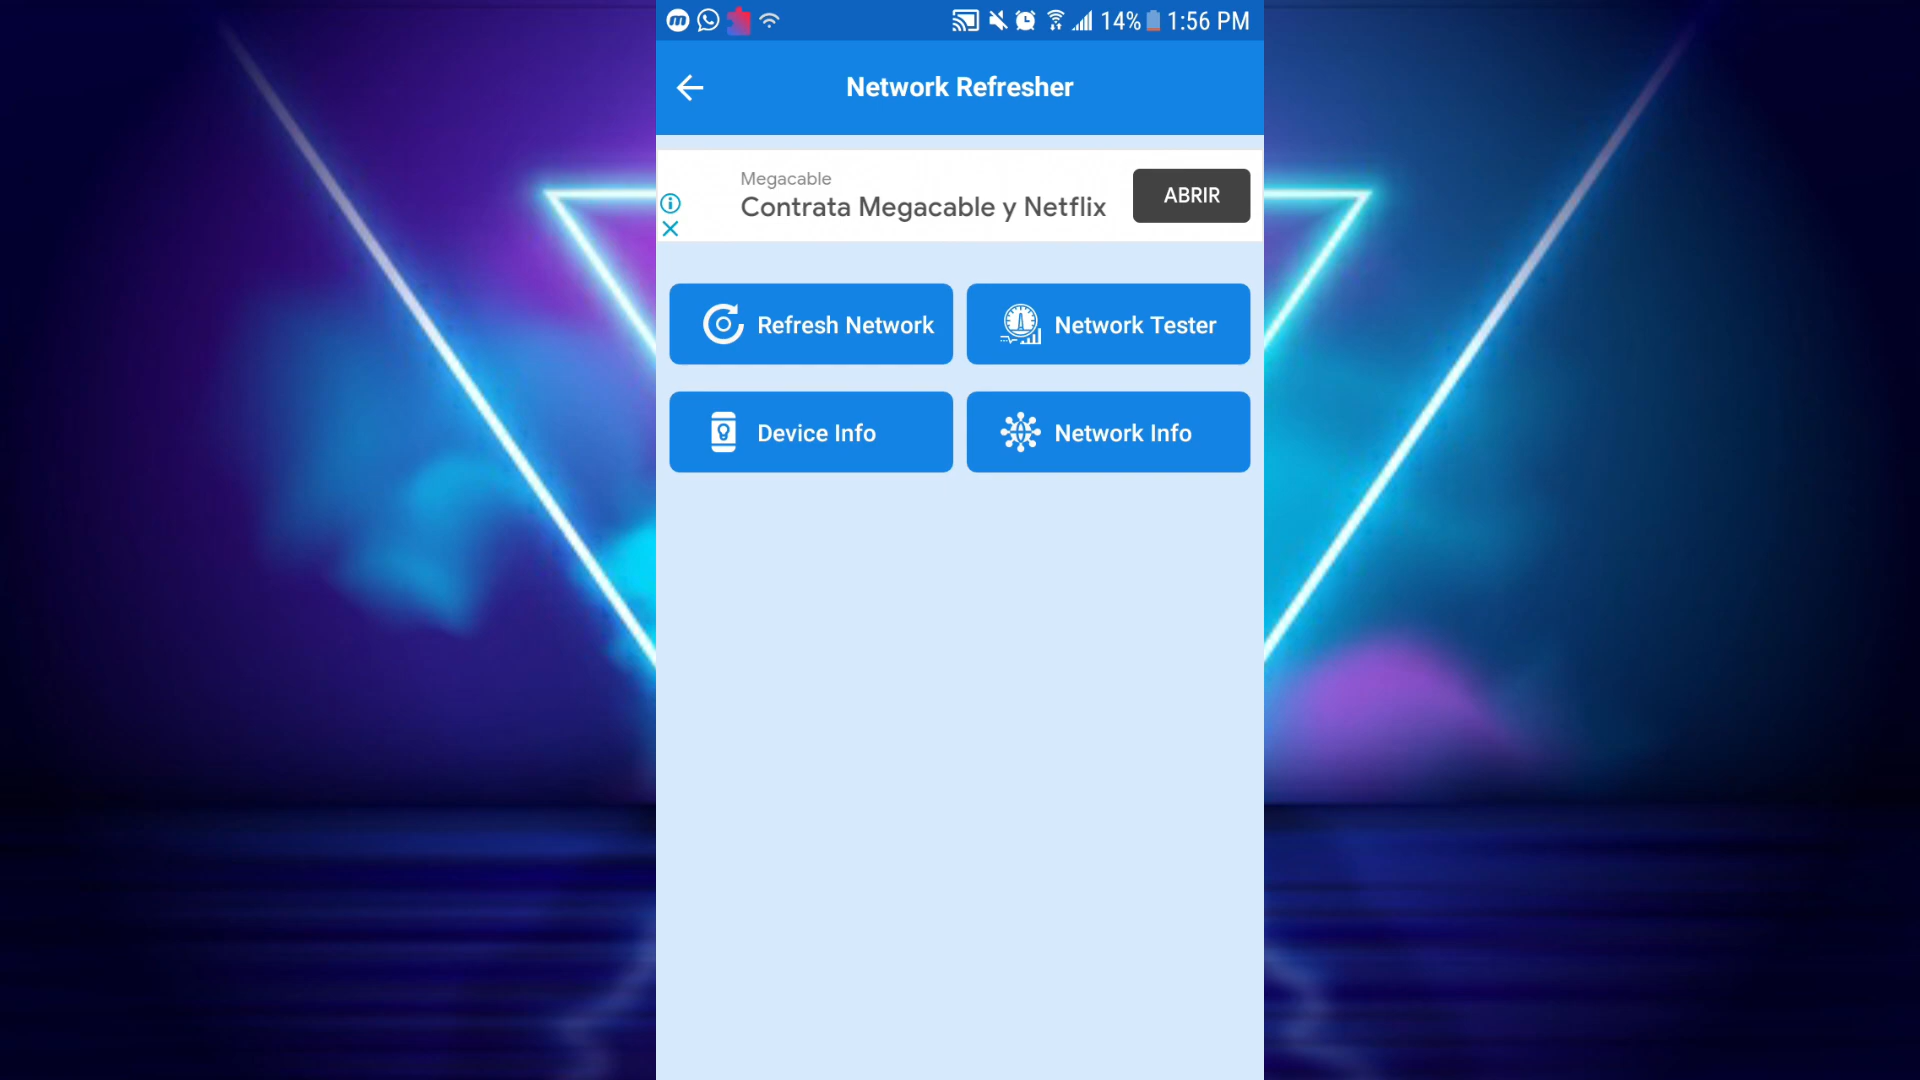 14% 1:56 PM
Network Refresher
Megacable
Contrata Megacable y Netflix
ABRIR
Refresh Network
Network Tester
Device Info
Network Info